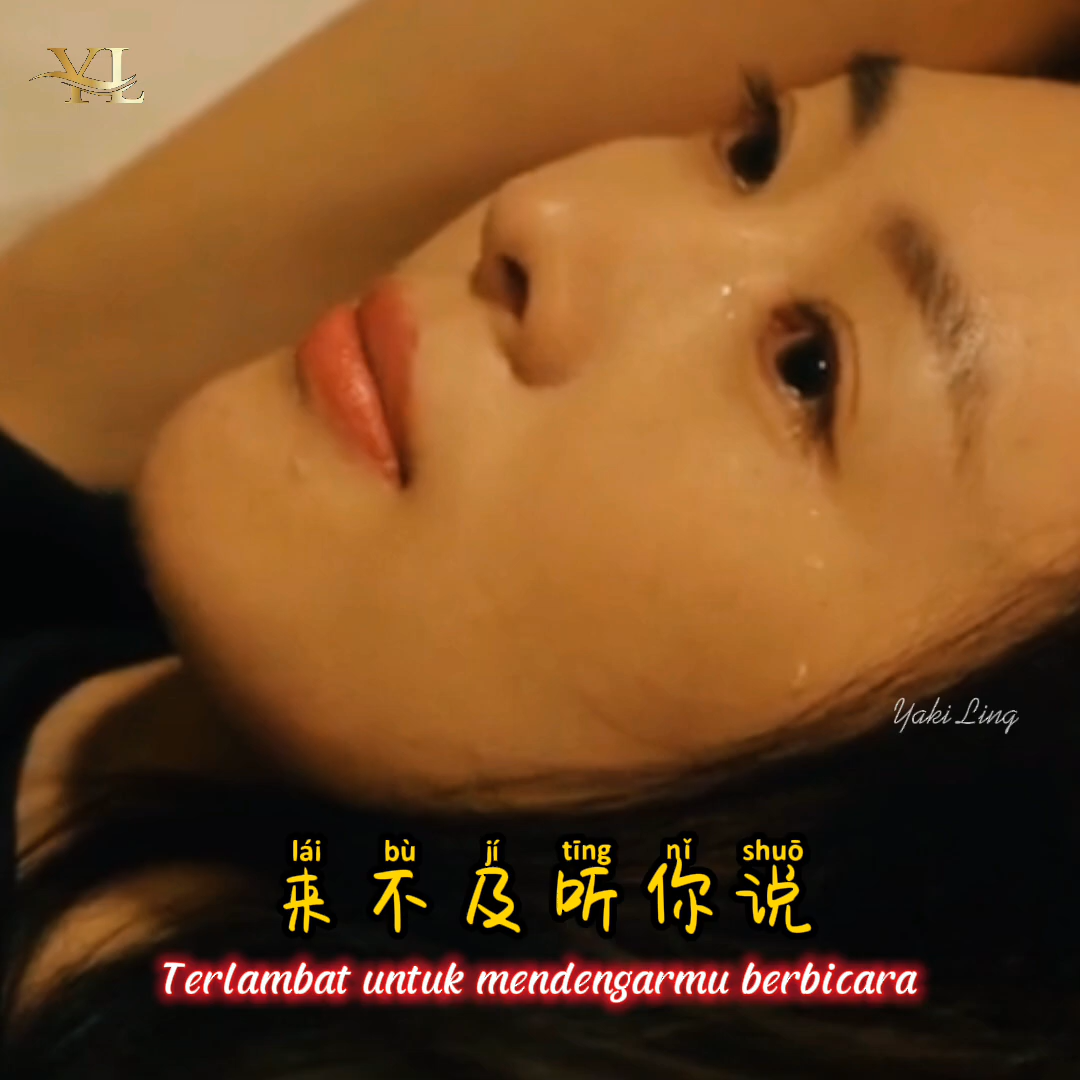 YL
Yaki Ling
lái bù jí tīng nǐ shuō
来不及听你说
Terlambat untuk mendengarmu berbicara